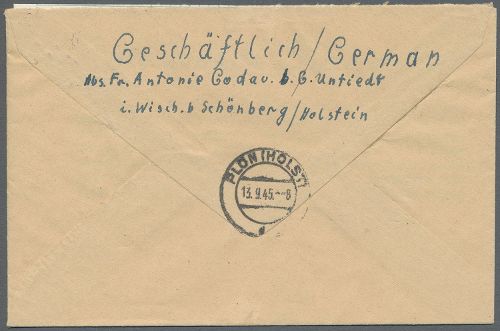 Geschäftlich / German
Abs. Fr. Antonie Godau. b. G. Untiedt
i. Wisch. b Schönberg / Holstein
PLÖN (HOLST)
13.9.45.-8
d